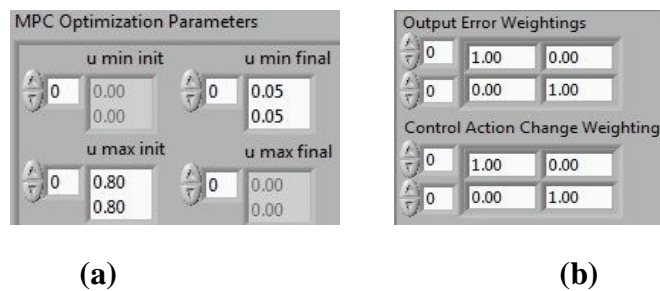 MPC Optimization Parameters
u min init u min final
0 0.00 0 0.05
0.00 0.05
u max init u max final
0 0.80 0 0.00
0.80 0.00
Output Error Weightings
0 1.00 0.00
0 0.00 1.00
Control Action Change Weighting
0 1.00 0.00
0 0.00 1.00
(a) (b)